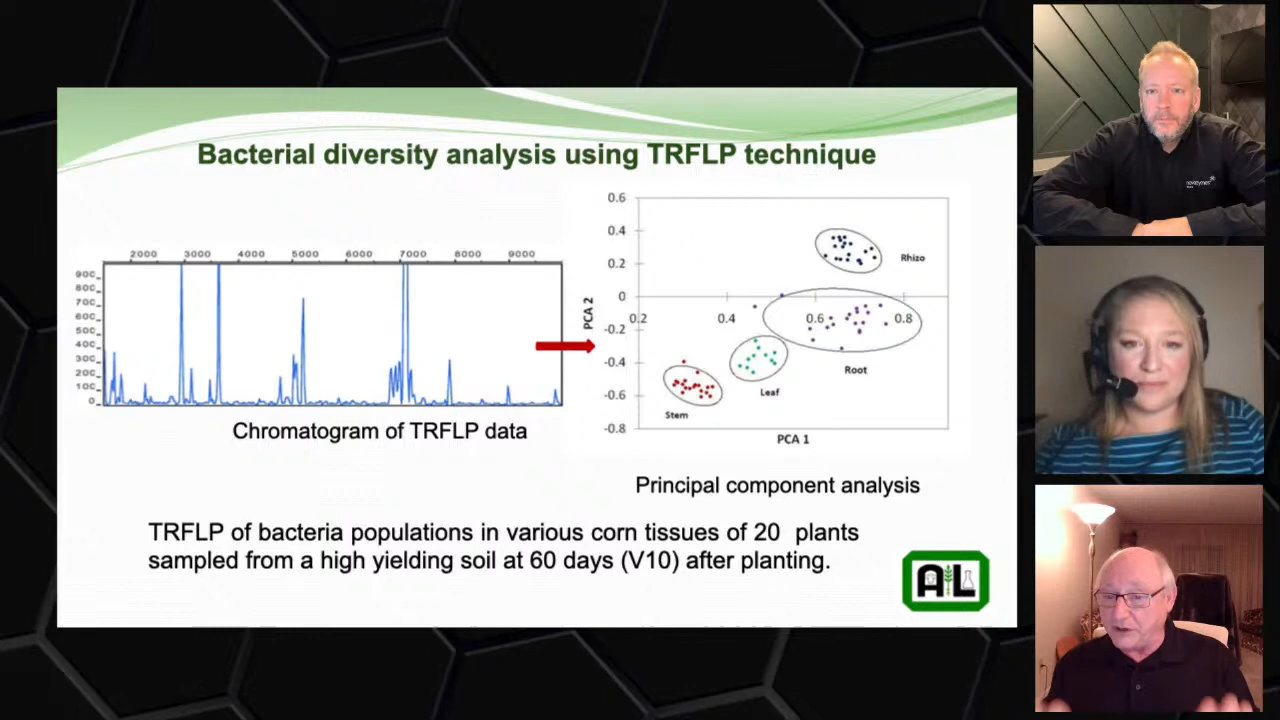 Bacterial diversity analysis using TRFLP technique
2000 3000 4000 5000 6000 7000 8000 9000
900
800
700
600
500
400
300
200
100
0
Chromatogram of TRFLP data
0.6
0.4
0.2
0
-0.2
-0.4
-0.6
-0.8
0.2 0.4 0.6 0.8
PCA 2
PCA 1
Rhizo
Root
Leaf
Stem
Principal component analysis
TRFLP of bacteria populations in various corn tissues of 20 plants
sampled from a high yielding soil at 60 days (V10) after planting.
A L
novozymes